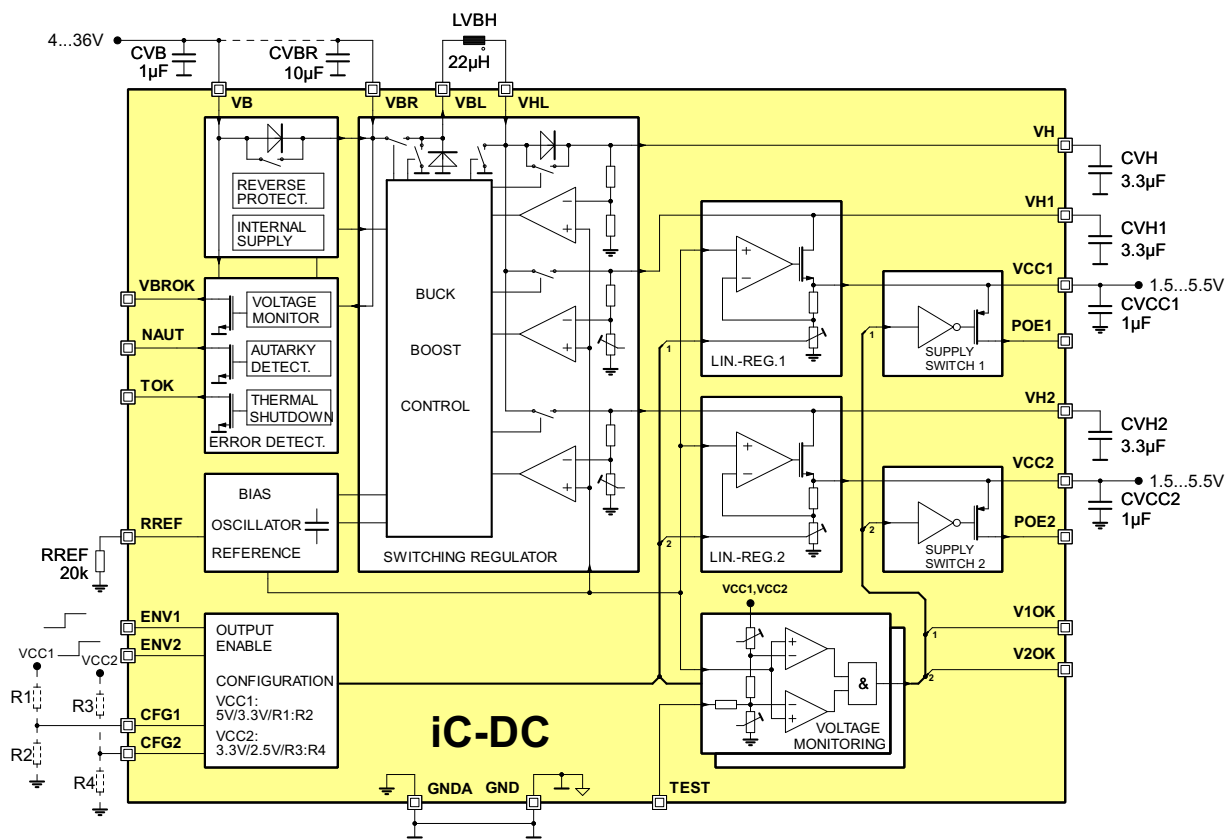 LVBH
4...36V
CVB
1µF
CVBR
10µF
22µH
VB
VBR
VBL
VHL
VH
CVH
3.3µF
REVERSE
PROTECT.
INTERNAL
SUPPLY
VH1
CVH1
3.3µF
VBROK
VOLTAGE
MONITOR
NAUT
AUTARKY
DETECT.
TOK
THERMAL
SHUTDOWN
ERROR DETECT.
BUCK
BOOST
CONTROL
SWITCHING REGULATOR
LIN.-REG.1
1
VCC1
1.5...5.5V
CVCC1
1µF
POE1
1
SUPPLY
SWITCH 1
VH2
CVH2
3.3µF
VCC2
1.5...5.5V
CVCC2
1µF
POE2
2
SUPPLY
SWITCH 2
LIN.-REG.2
2
BIAS
OSCILLATOR
REFERENCE
RREF
RREF
20k
ENV1
ENV2
VCC1
VCC2
R1
R3
CFG1
R2
CFG2
R4
OUTPUT
ENABLE
CONFIGURATION
VCC1:
5V/3.3V/R1:R2
VCC2:
3.3V/2.5V/R3:R4
VCC1,VCC2
&
VOLTAGE
MONITORING
V1OK
1
V2OK
2
iC-DC
GNDA
GND
TEST